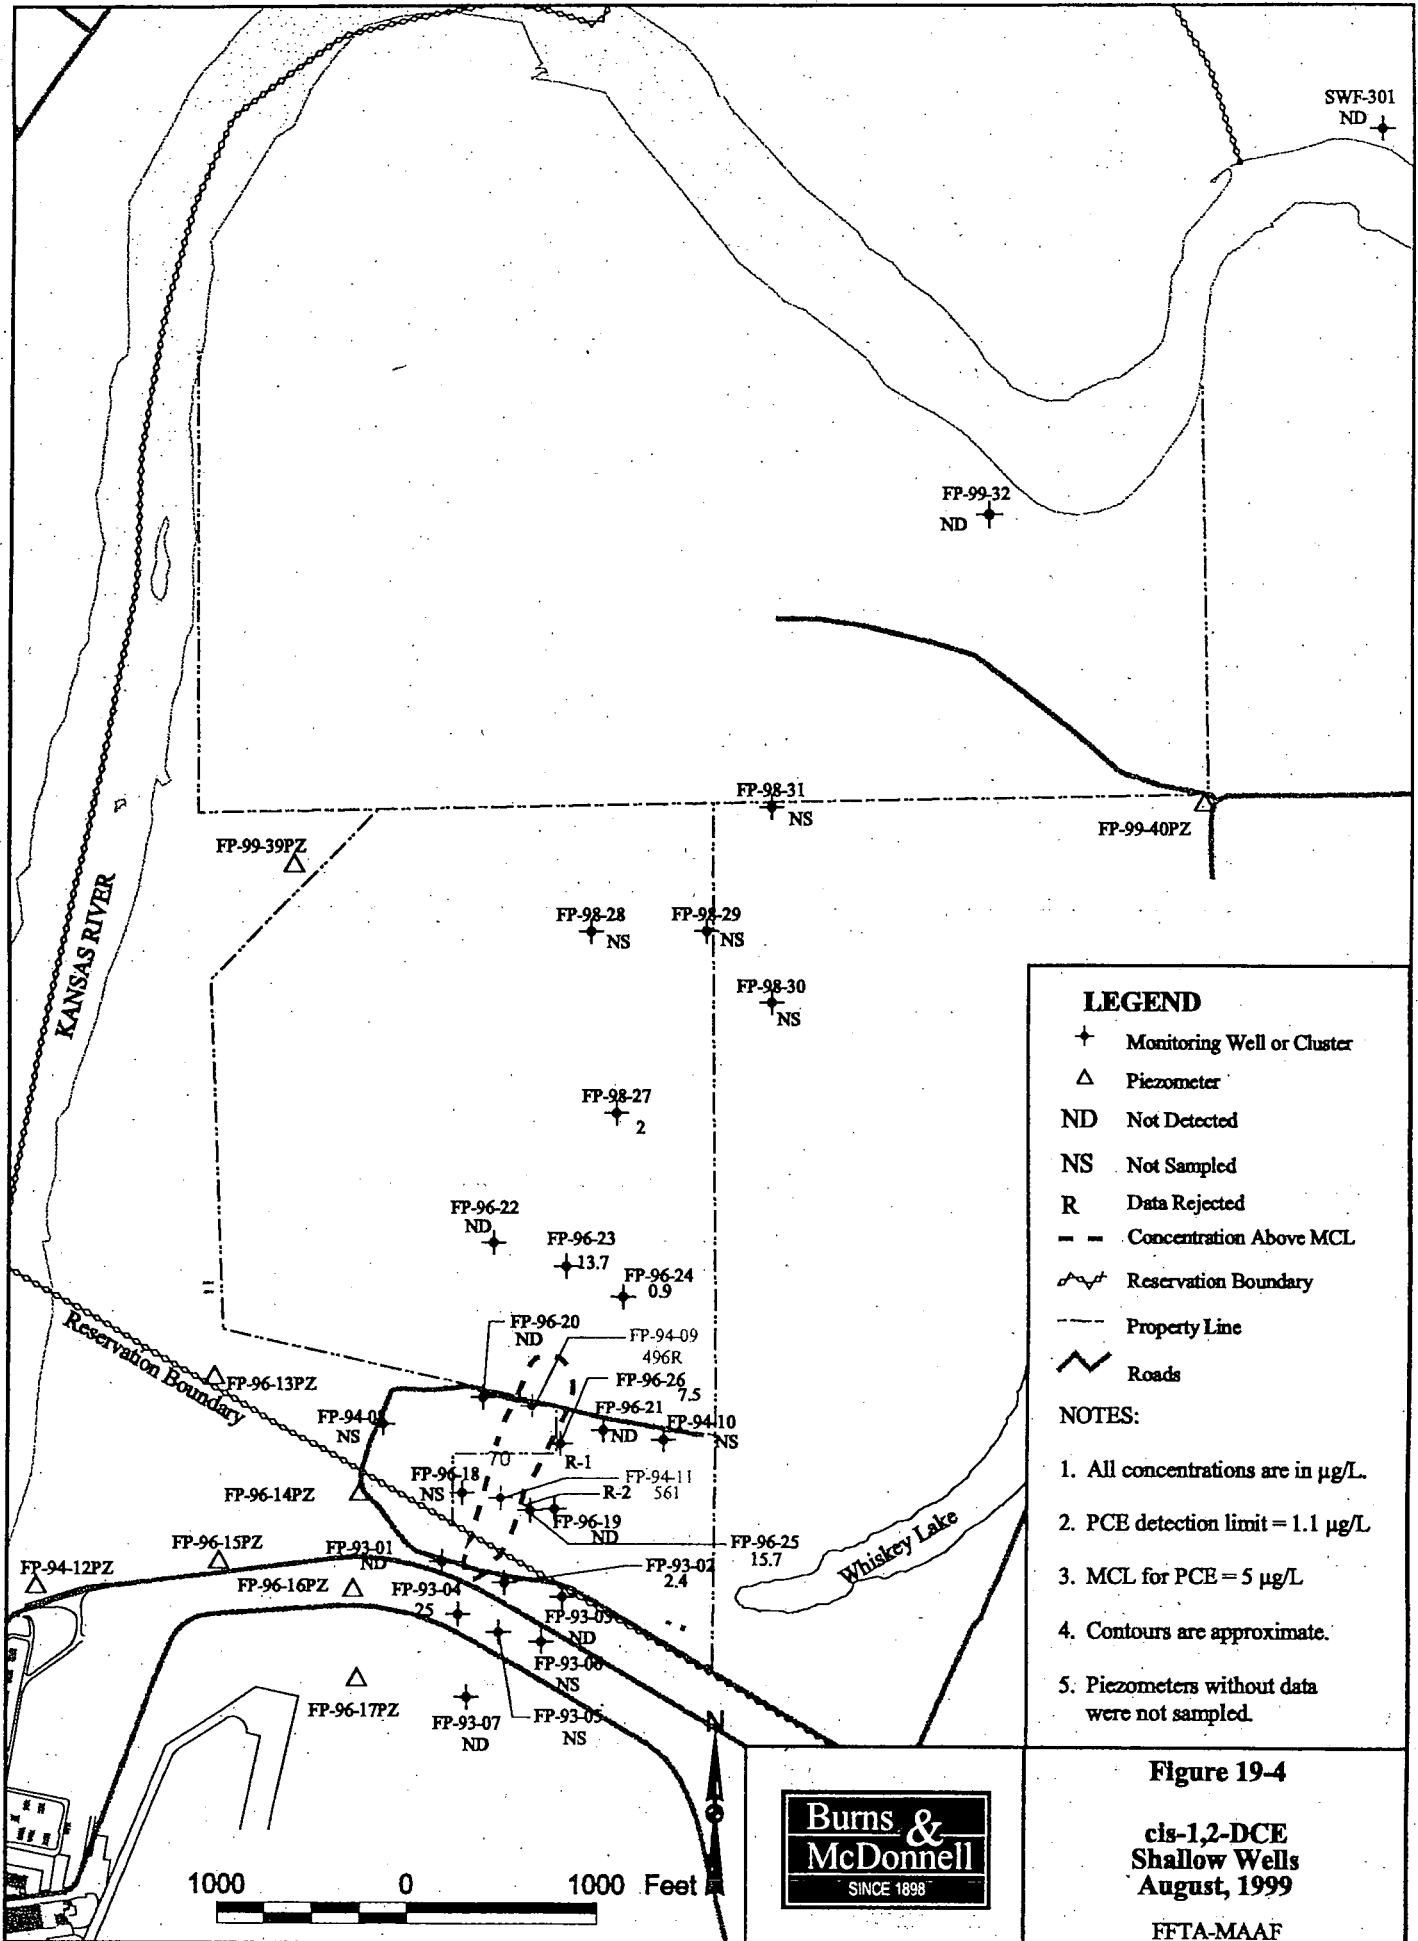 SWF-301
ND
FP-99-32
ND
FP-98-31
NS
FP-99-40PZ
FP-99-39PZ
KANSAS RIVER
FP-98-28
NS
FP-98-29
NS
FP-98-30
NS
FP-98-27
2
FP-96-22
ND
FP-96-23
13.7
FP-96-24
0.9
FP-96-20
ND
FP-94-09
496R
FP-96-26
7.5
FP-96-21
ND
FP-94-10
NS
Reservation Boundary
FP-96-13PZ
NS
70
R-1
FP-96-18
NS
FP-94-11
561
R-2
FP-96-14PZ
FP-96-19
ND
FP-96-25
15.7
Whiskey Lake
FP-96-15PZ
FP-93-01
ND
FP-93-02
2.4
FP-94-12PZ
FP-96-16PZ
FP-93-04
25
ND
NS
FP-96-17PZ
FP-93-07
ND
FP-93-05
NS
N
LEGEND
Monitoring Well or Cluster
Piezometer
ND Not Detected
NS Not Sampled
R Data Rejected
Concentration Above MCL
Reservation Boundary
Property Line
Roads
NOTES:
1. All concentrations are in µg/L.
2. PCE detection limit = 1.1 µg/L
3. MCL for PCE = 5 µg/L
4. Contours are approximate.
5. Piezometers without data
were not sampled.
1000 0 1000 Feet
Burns &
McDonnell
SINCE 1898
Figure 19-4
cis-1,2-DCE
Shallow Wells
August, 1999
FFTA-MAAF